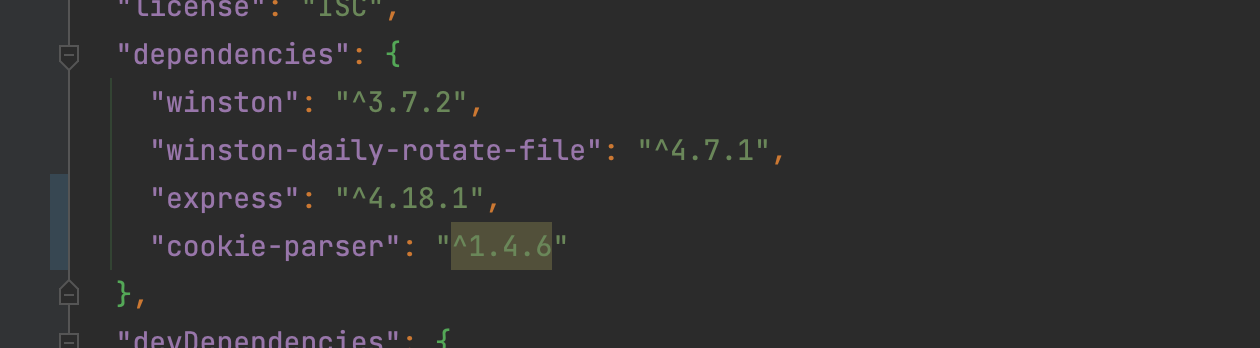 "license": "ISC",
"dependencies": {
"winston": "^3.7.2",
"winston-daily-rotate-file": "^4.7.1",
"express": "^4.18.1",
"cookie-parser": "^1.4.6"
},
"devDependencies": {